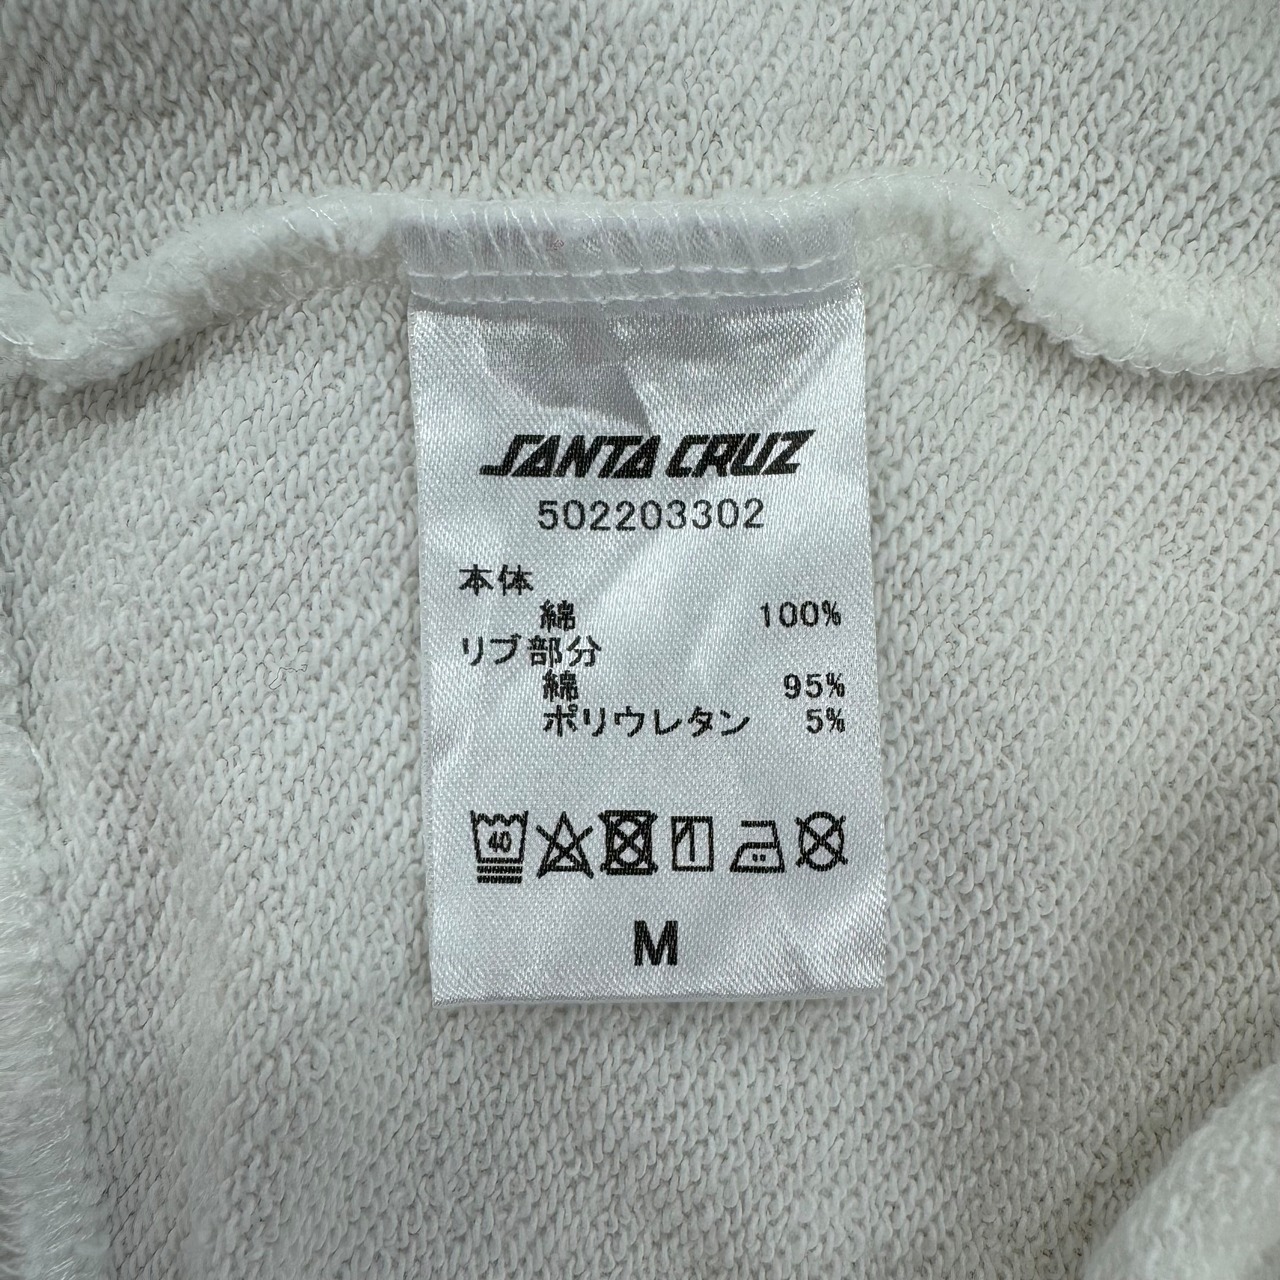 SANTA CRUZ
502203302
本体
綿 100%
リブ部分
綿 95%
ポリウレタン 5%
40
M